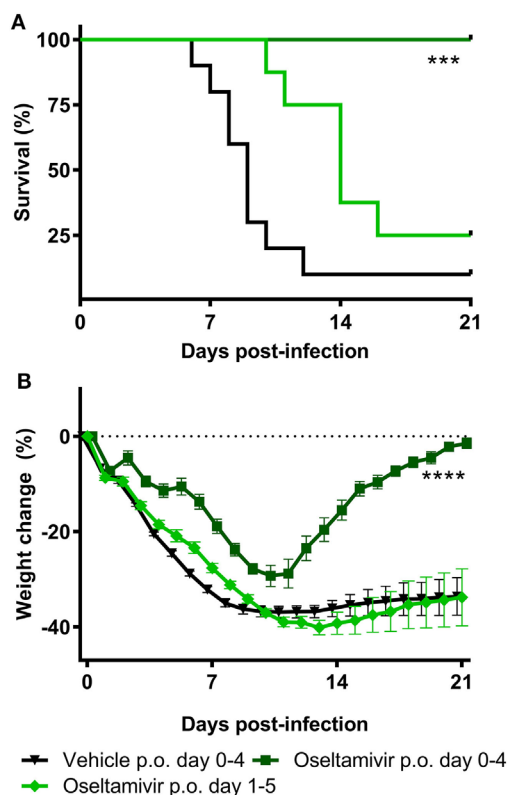 A
100
75
50
25
Survival (%)
***
0
7
14
21
Days post-infection
B
0
-20
-40
Weight change (%)
****
0
7
14
21
Days post-infection
Vehicle p.o. day 0-4
Oseltamivir p.o. day 0-4
Oseltamivir p.o. day 1-5